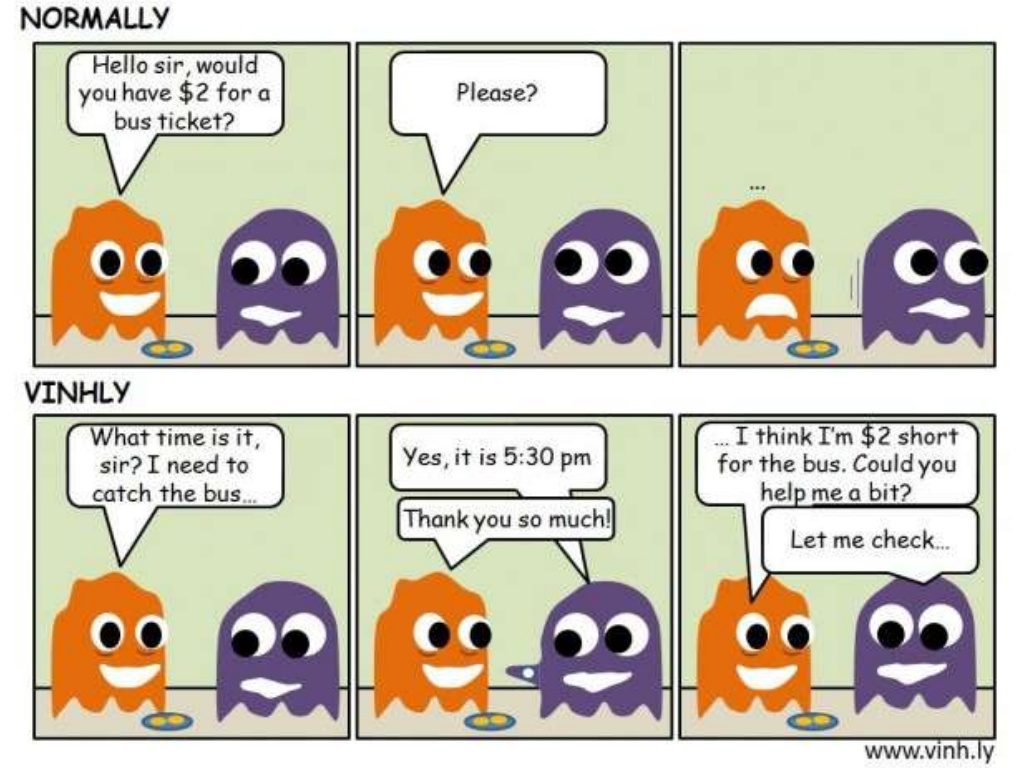 NORMALLY
Hello sir, would
you have $2 for a
bus ticket?
Please?
...
VINHLY
What time is it,
sir? I need to
catch the bus...
Yes, it is 5:30 pm
Thank you so much!
... I think I'm $2 short
for the bus. Could you
help me a bit?
Let me check...
www.vinh.ly